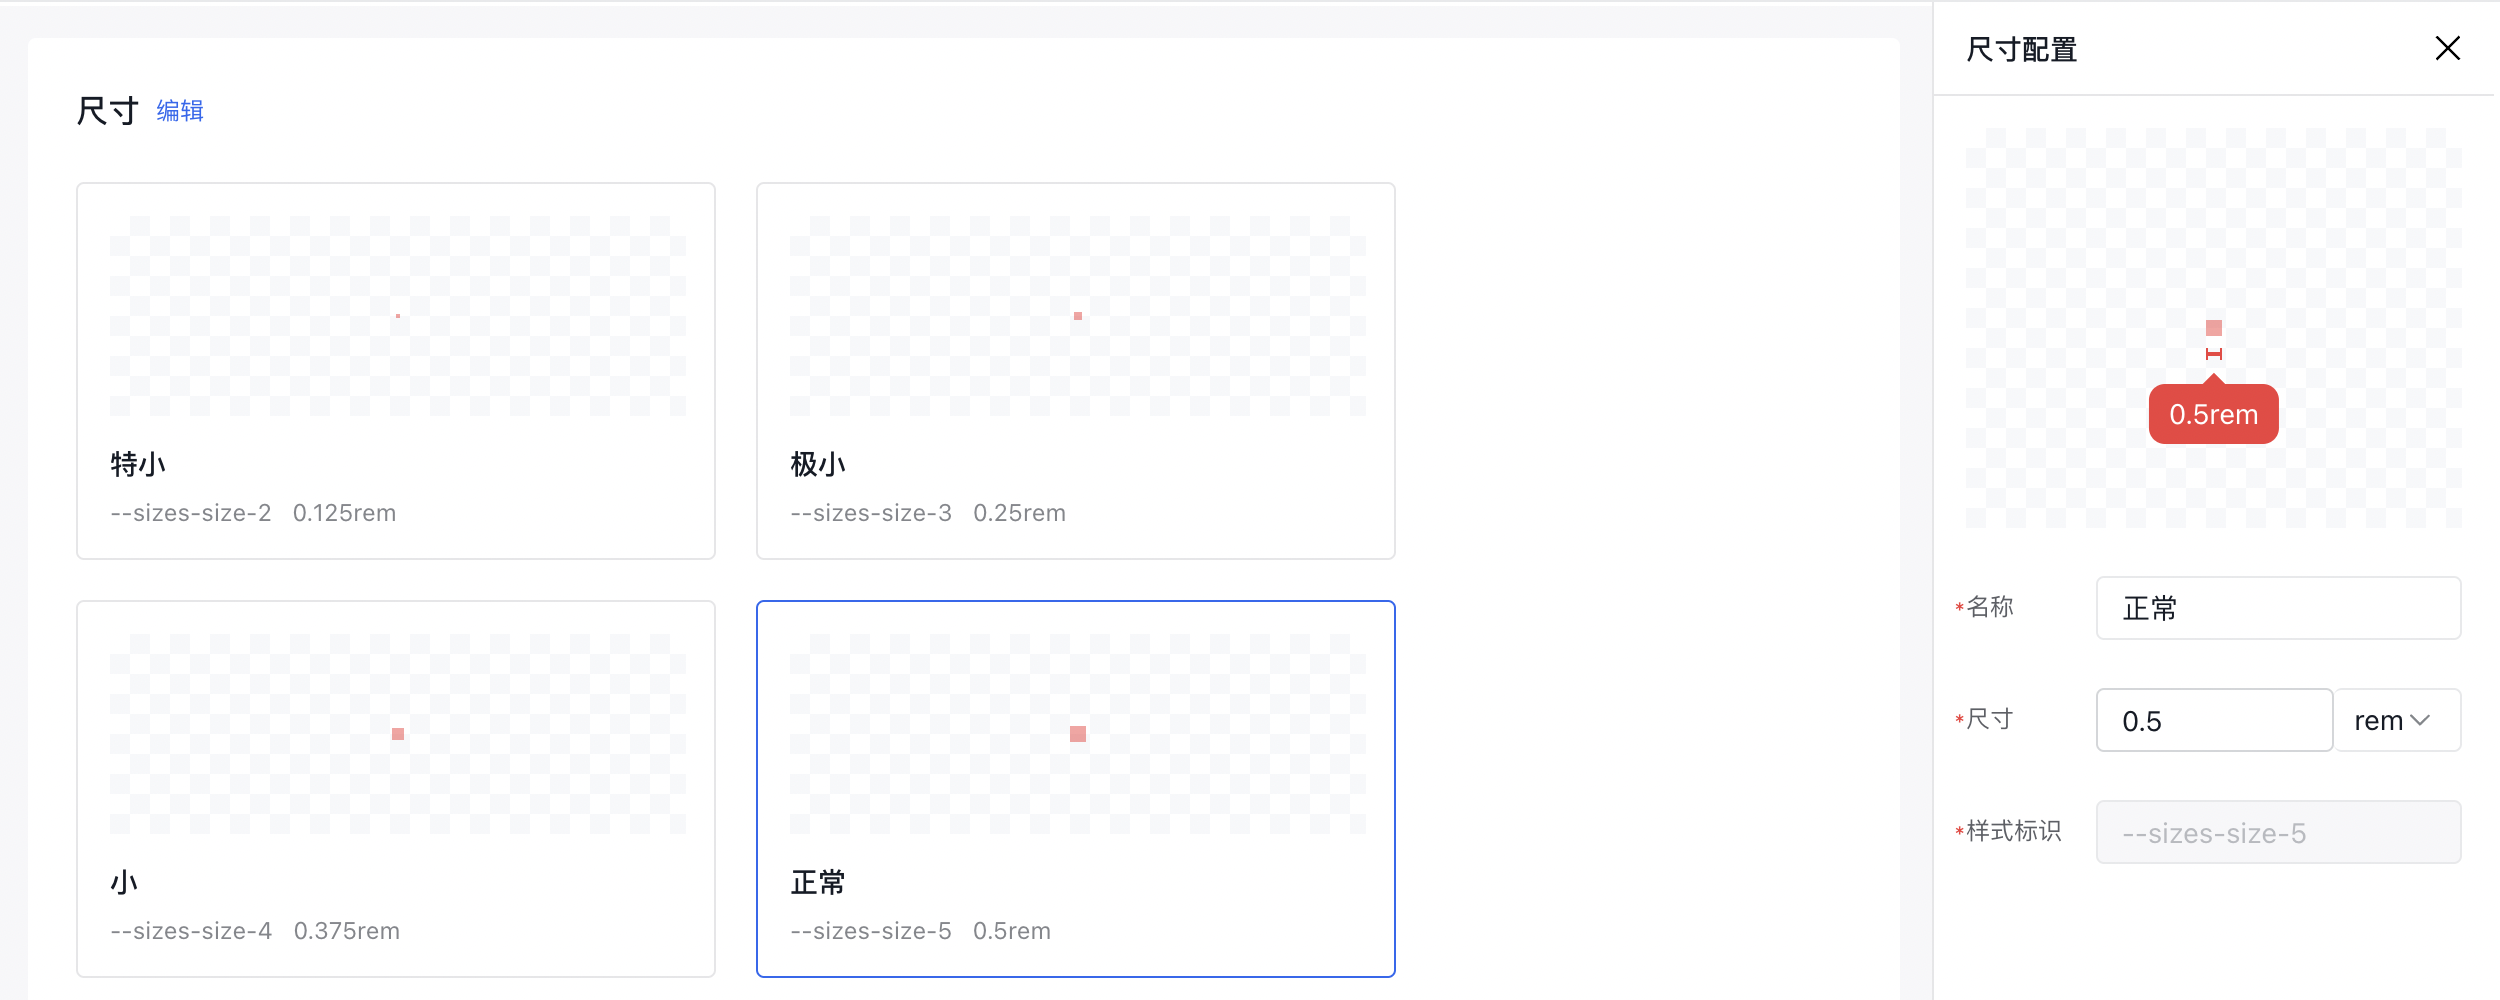 尺寸 编辑
特小
--sizes-size-2 0.125rem
极小
--sizes-size-3 0.25rem
小
--sizes-size-4 0.375rem
正常
--sizes-size-5 0.5rem
尺寸配置
0.5rem
*名称 正常
*尺寸 0.5 rem
*样式标识 --sizes-size-5